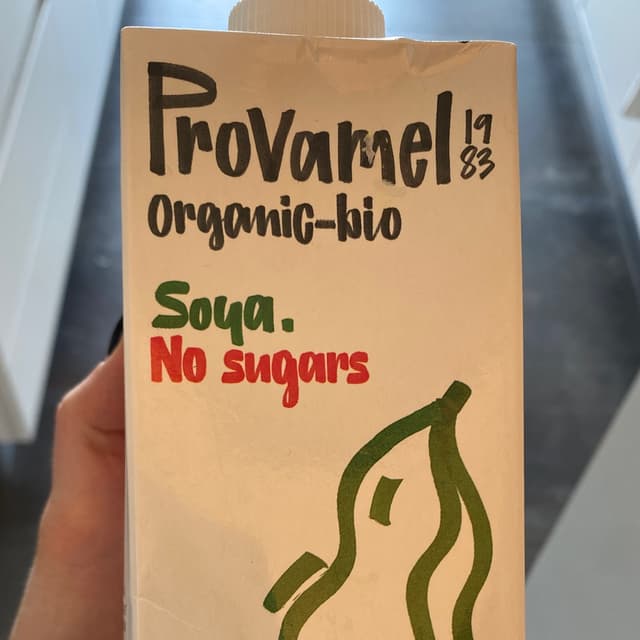 Provamel 19
83
Organic-bio
Soya.
No sugars